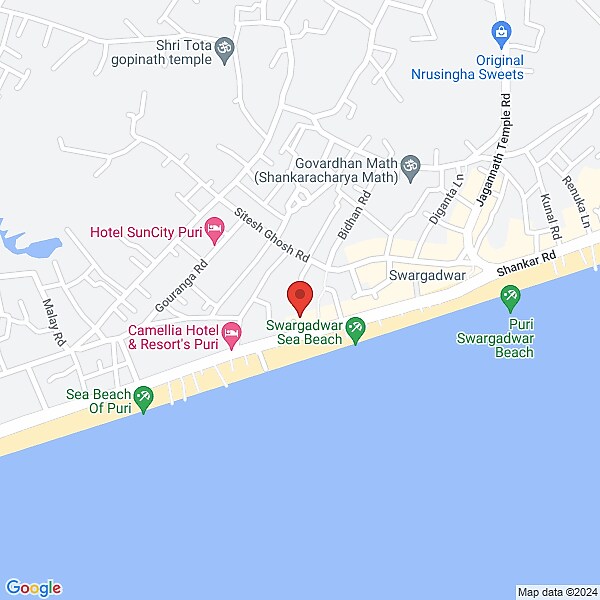 Shri Tota
gopinath temple
Original
Nrusingha Sweets
Jagannath Temple Rd
Govardhan Math
(Shankaracharya Math)
Diganta Ln
Renuka Ln
Kunal Rd
Bidhan Rd
Sitesh Ghosh Rd
Hotel SunCity Puri
Gouranga Rd
Swargadwar
Shankar Rd
Malay Rd
Camellia Hotel
& Resort's Puri
Swargadwar
Sea Beach
Puri
Swargadwar
Beach
Sea Beach
Of Puri
Google
Map data ©2024